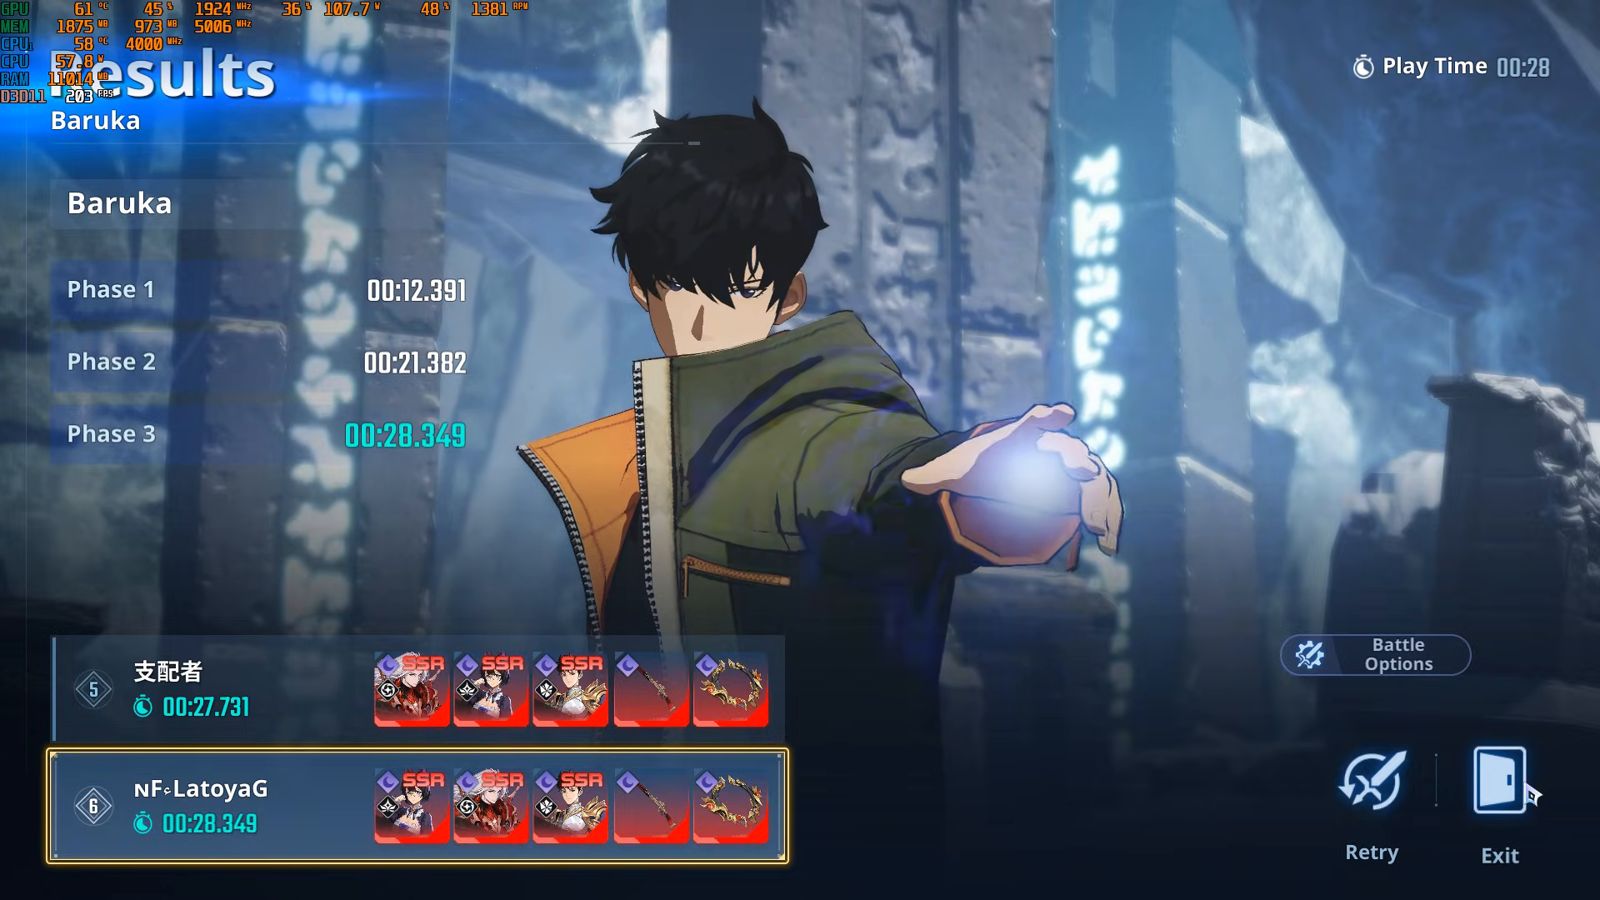 GPU 61 °C 45 % 1924 MHz 36 % 107.7 W 48 % 1381 RPM
MEM 1875 MB 973 MB 5006 MHz
CPU1 58 °C 4000 MHz
CPU 57.8 W
RAM 11014 MB
D3D11 203 FPS
Results
Baruka
Play Time 00:28
Baruka
Phase 1 00:12.391
Phase 2 00:21.382
Phase 3 00:28.349
5 支配者
00:27.731
SSR SSR SSR
Battle Options
6 NF LatoyaG
00:28.349
SSR SSR SSR
Retry
Exit